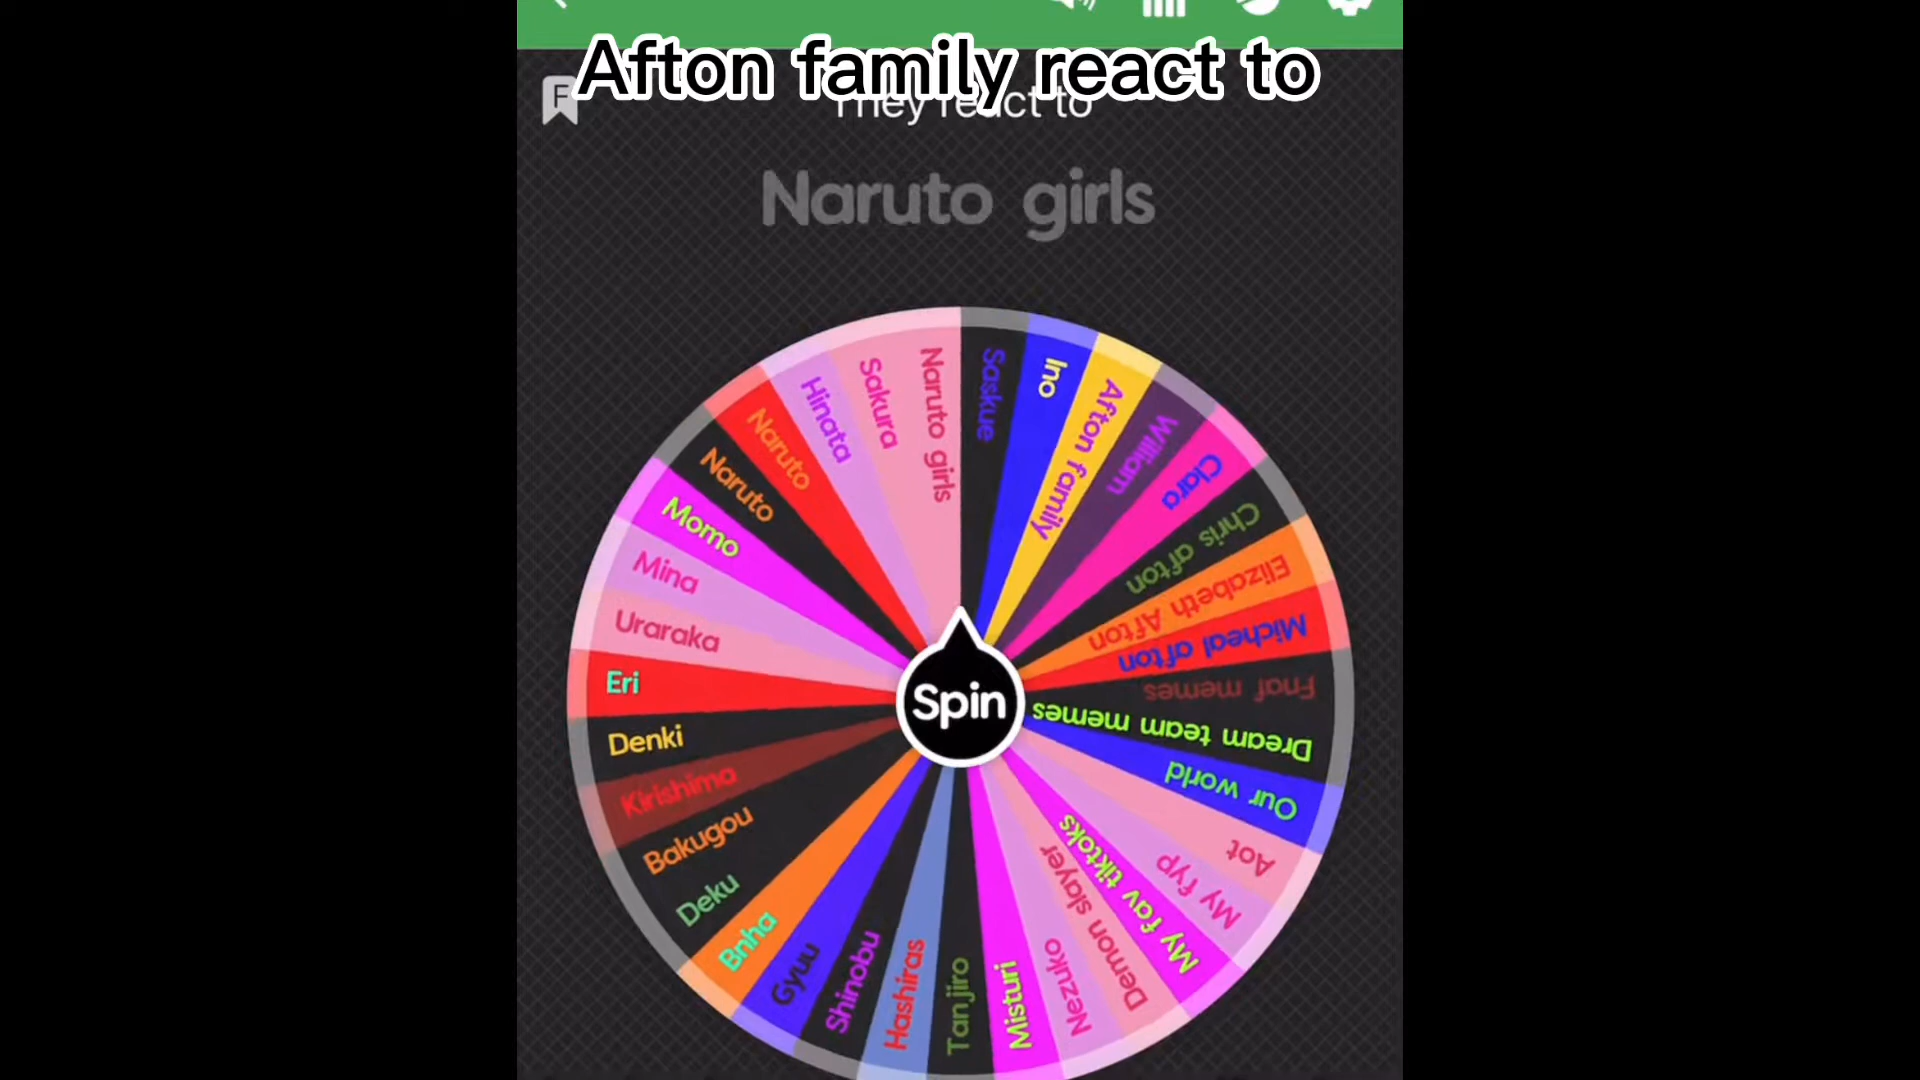 Afton family react to
F
They react to
Naruto girls
Saskue
Ino
Afton family
William
Clara
Chris afton
Elizabeth Afton
Micheal afton
Fnaf memes
Dream team memes
Our world
Aot
My fyp
My fav tiktoks
Demon slayer
Nezuko
Misturi
Tanjiro
Hashiras
Shinobu
Gyuu
Bnha
Deku
Bakugou
Kirishima
Denki
Eri
Uraraka
Mina
Momo
Naruto
Naruto
Hinata
Sakura
Naruto girls
Spin